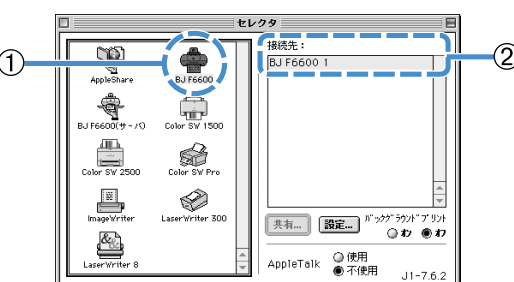 セレクタ
①
②
接続先：
BJ F6600 1
AppleShare
BJ F6600
BJ F6600(サーバ)
Color SW 1500
Color SW 2500
Color SW Pro
ImageWriter
LaserWriter 300
LaserWriter 8
共有...
設定...
バックグラウンドプリント
オン
オフ
AppleTalk
使用
不使用
J1-7.6.2